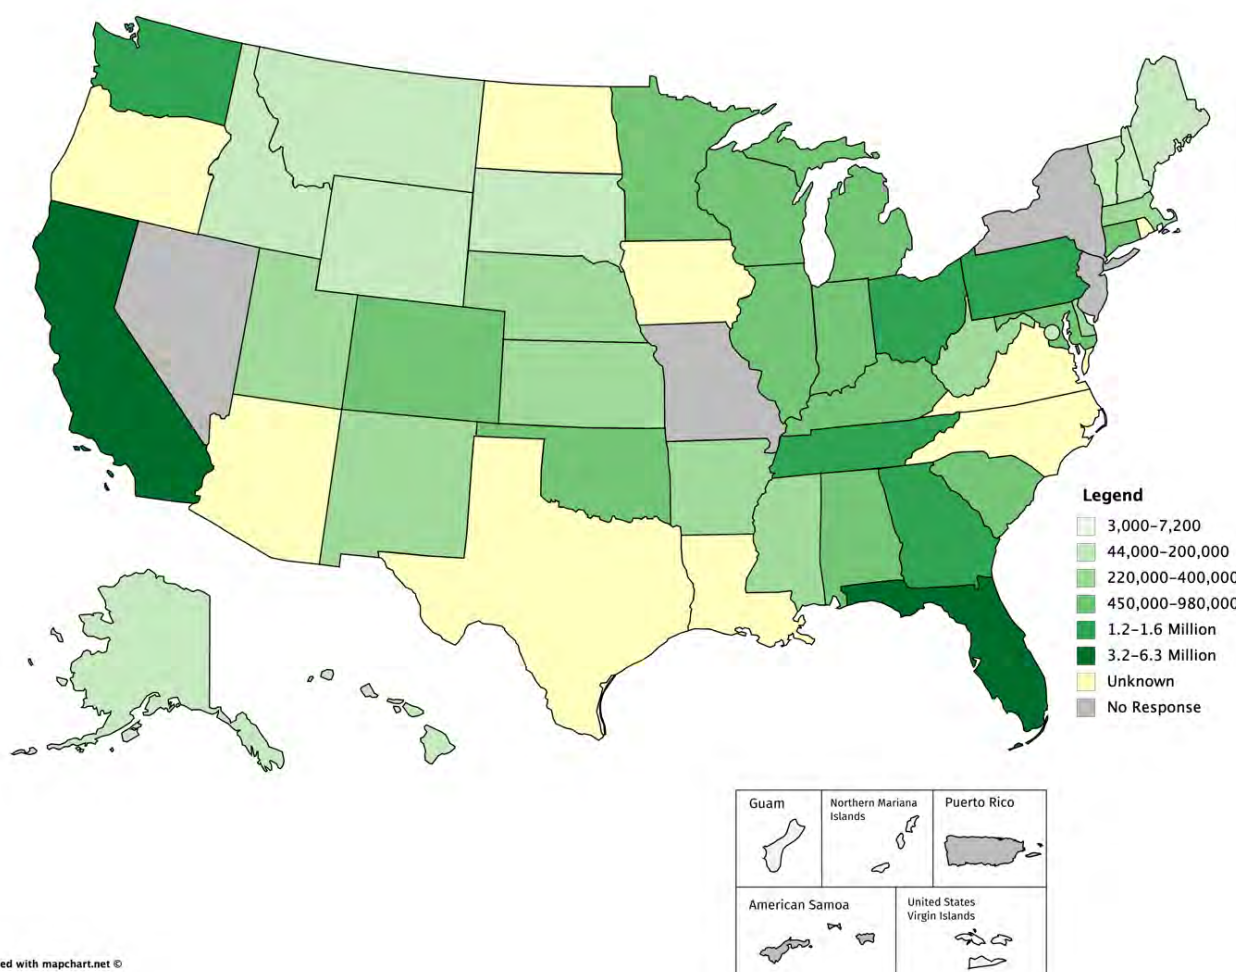 Legend
3,000-7,200
44,000-200,000
220,000-400,000
450,000-980,000
1.2-1.6 Million
3.2-6.3 Million
Unknown
No Response
Guam
Northern Mariana
Islands
Puerto Rico
American Samoa
United States
Virgin Islands
ed with mapchart.net ©